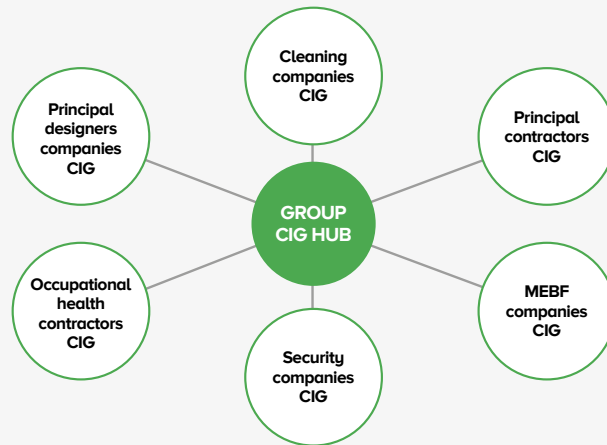 Cleaning
companies
CIG
Principal
designers
companies
CIG
Principal
contractors
CIG
GROUP
CIG HUB
Occupational
health
contractors
CIG
MEBF
companies
CIG
Security
companies
CIG